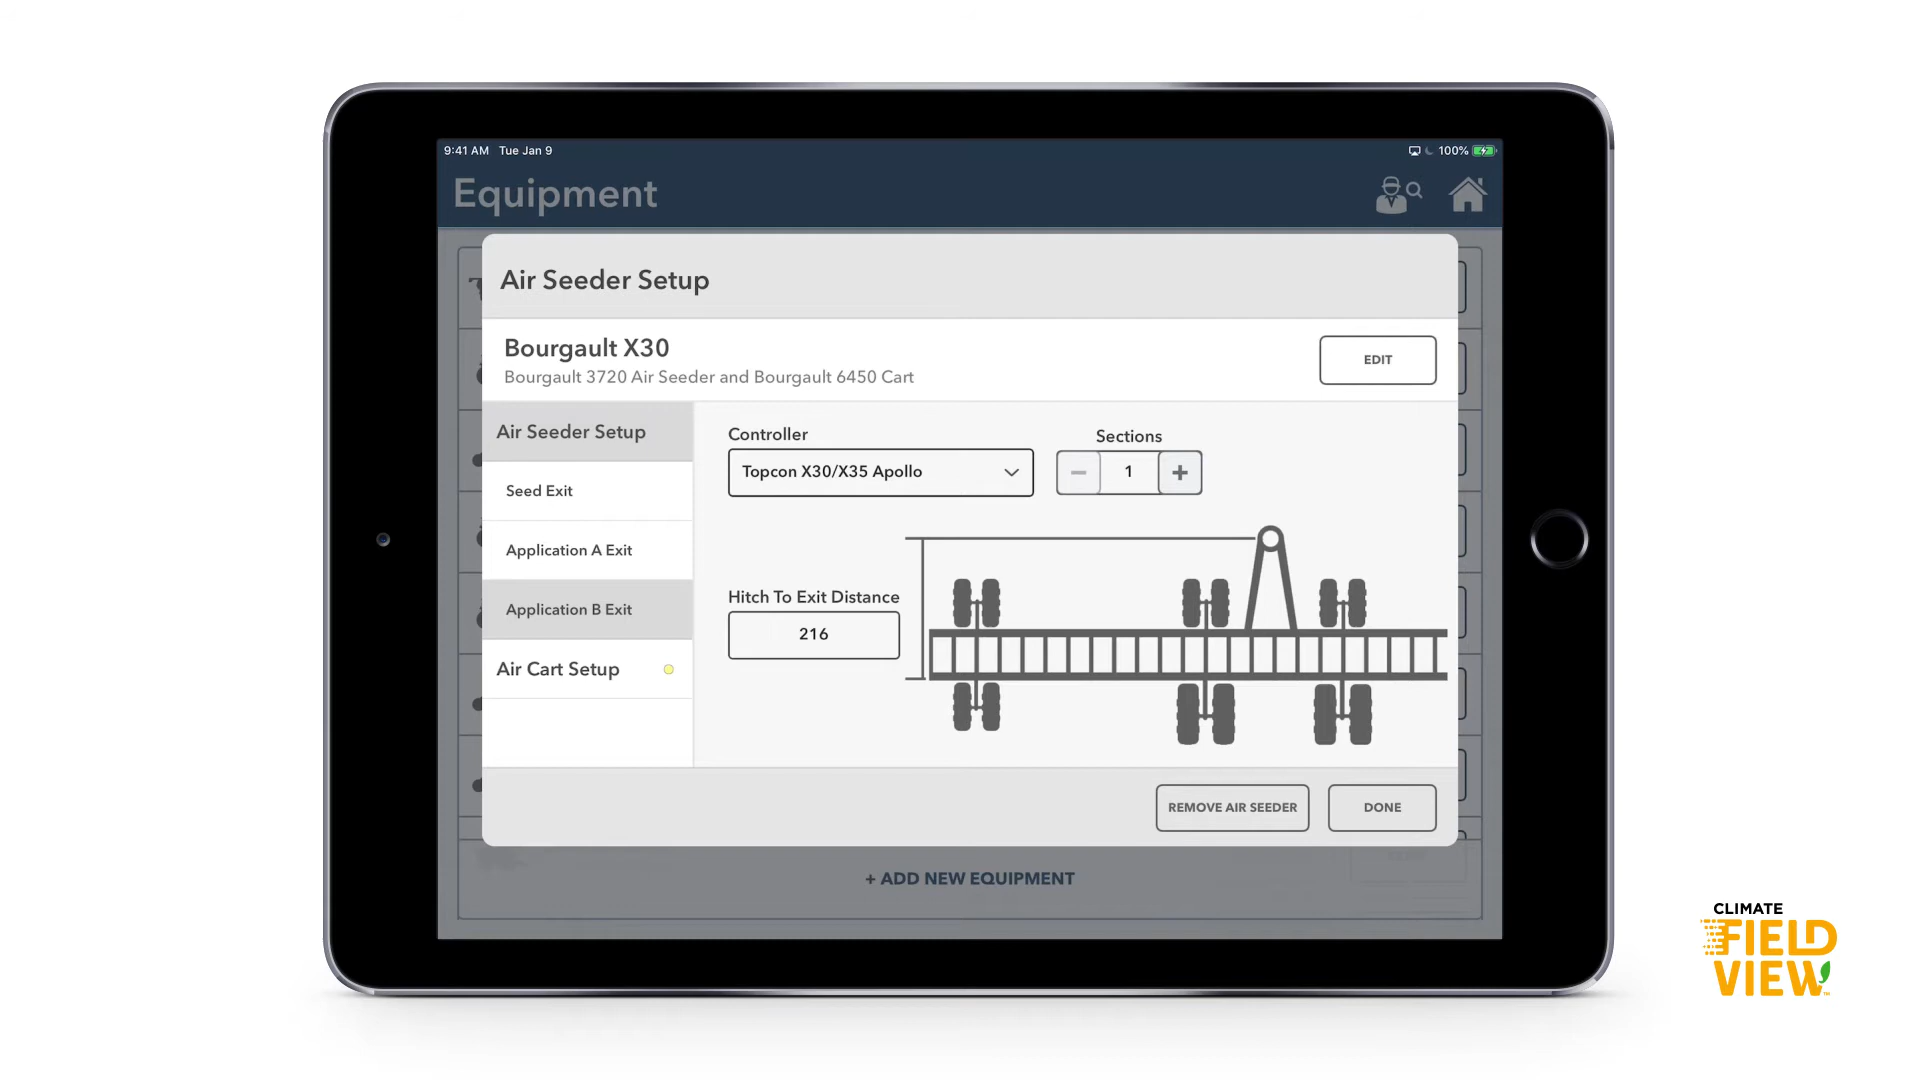 9:41 AM Tue Jan 9
100%
Equipment
Air Seeder Setup
Bourgault X30
Bourgault 3720 Air Seeder and Bourgault 6450 Cart
EDIT
Air Seeder Setup
Seed Exit
Application A Exit
Application B Exit
Air Cart Setup
Controller
Topcon X30/X35 Apollo
Sections
1
Hitch To Exit Distance
216
REMOVE AIR SEEDER
DONE
+ ADD NEW EQUIPMENT
CLIMATE
FIELD
VIEW™